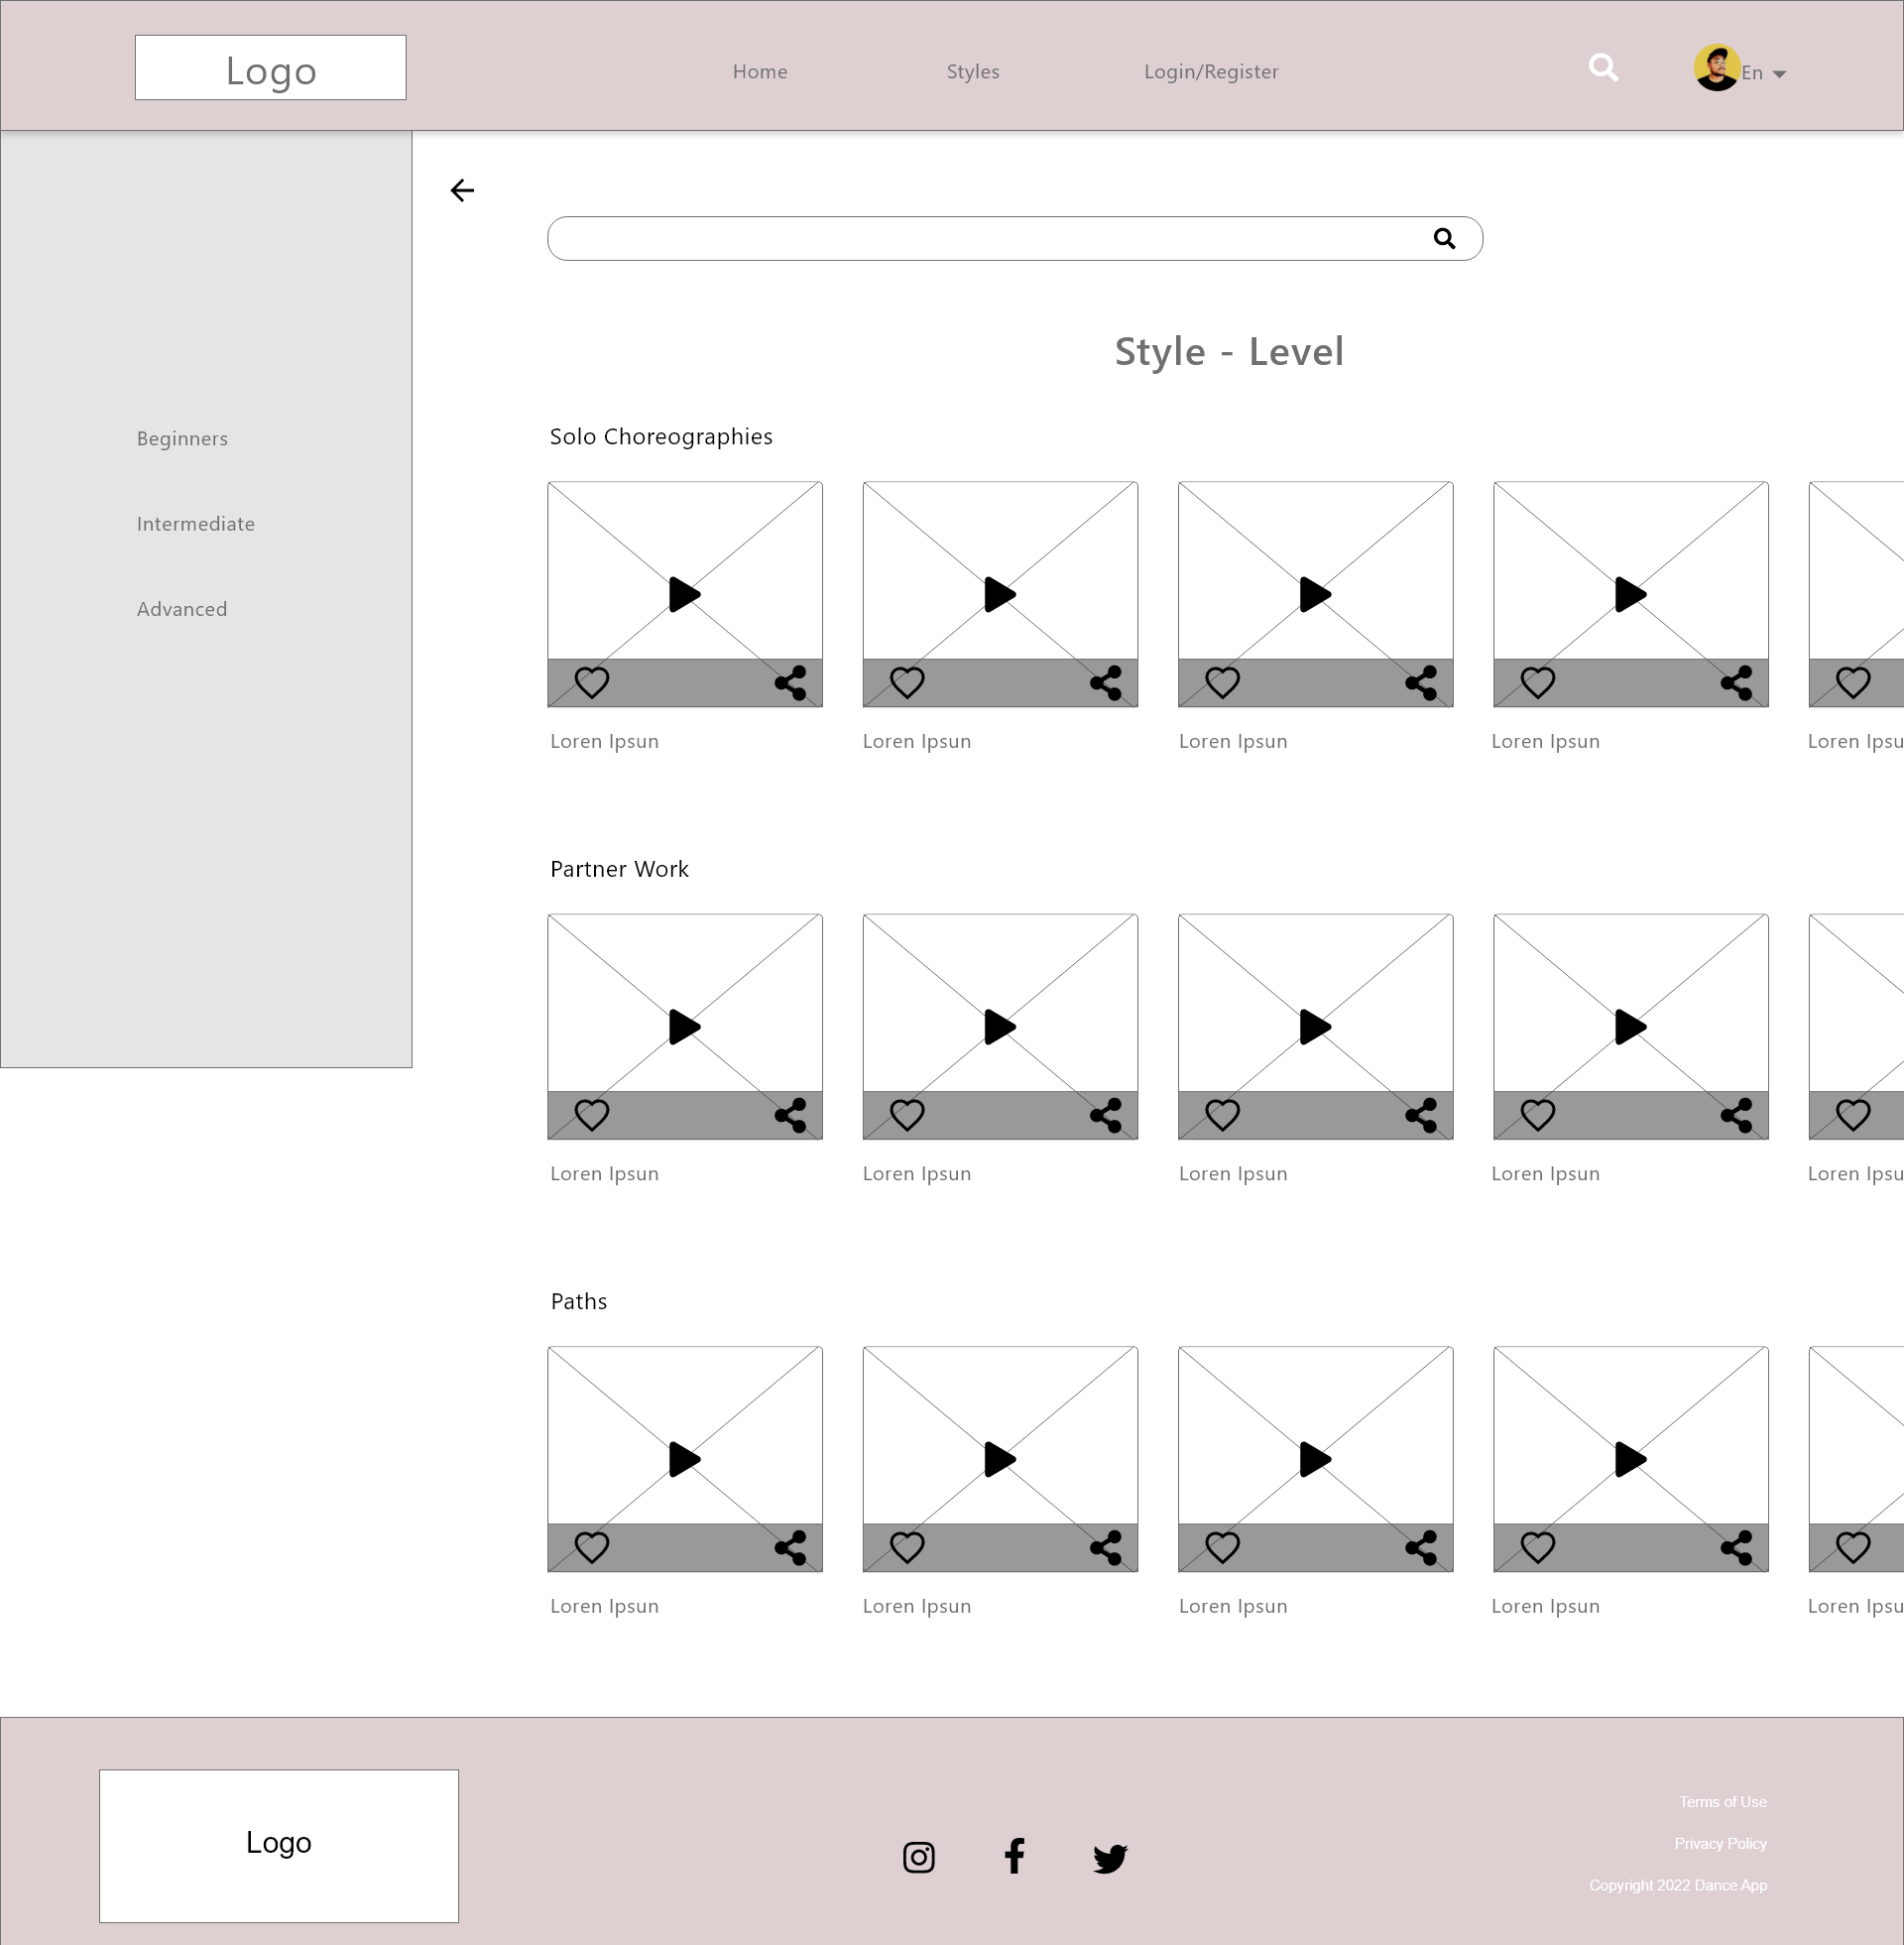 Logo
Home
Styles
Login/Register
En
Style - Level
Beginners
Intermediate
Advanced
Solo Choreographies
Loren Ipsun
Loren Ipsun
Loren Ipsun
Loren Ipsun
Loren Ipsu
Partner Work
Loren Ipsun
Loren Ipsun
Loren Ipsun
Loren Ipsun
Loren Ipsu
Paths
Loren Ipsun
Loren Ipsun
Loren Ipsun
Loren Ipsun
Loren Ipsu
Logo
Terms of Use
Privacy Policy
Copyright 2022 Dance App